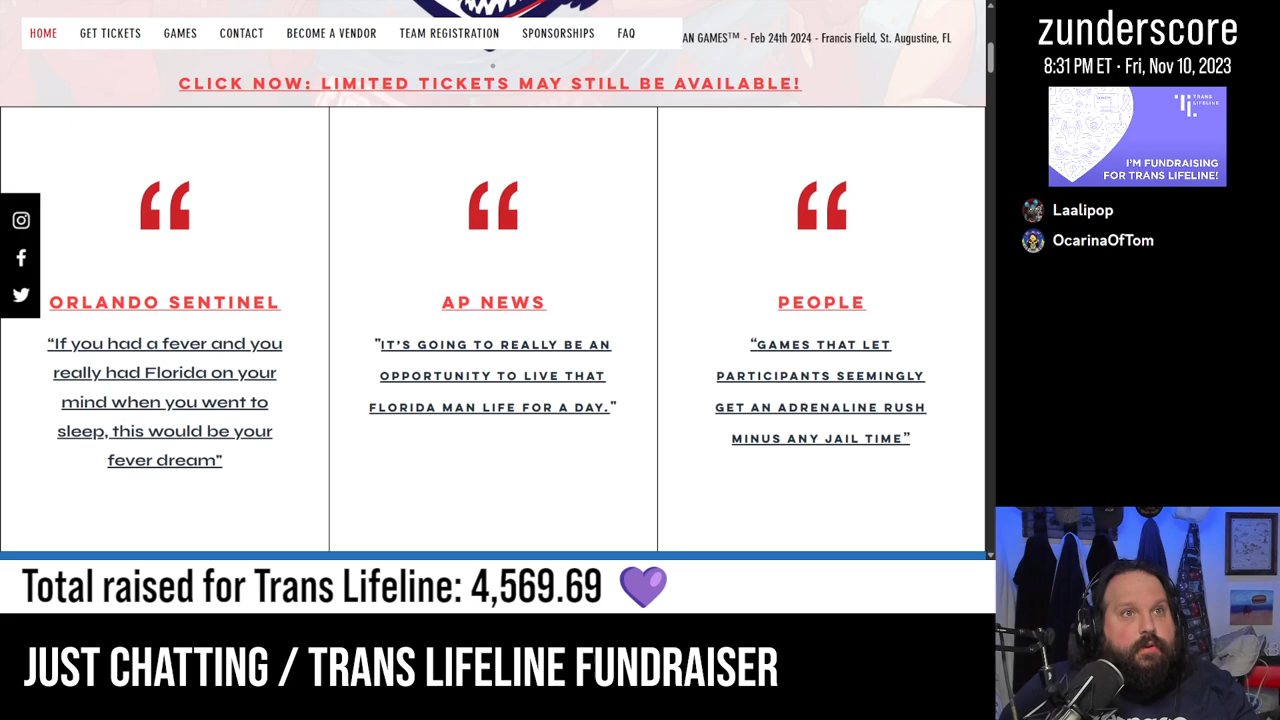 HOME GET TICKETS GAMES CONTACT BECOME A VENDOR TEAM REGISTRATION SPONSORSHIPS FAQ
AN GAMES™ - Feb 24th 2024 - Francis Field, St. Augustine, FL
CLICK NOW: LIMITED TICKETS MAY STILL BE AVAILABLE!
ORLANDO SENTINEL
“If you had a fever and you
really had Florida on your
mind when you went to
sleep, this would be your
fever dream”
AP NEWS
"IT’S GOING TO REALLY BE AN
OPPORTUNITY TO LIVE THAT
FLORIDA MAN LIFE FOR A DAY."
PEOPLE
“GAMES THAT LET
PARTICIPANTS SEEMINGLY
GET AN ADRENALINE RUSH
MINUS ANY JAIL TIME”
zunderscore
8:31 PM ET · Fri, Nov 10, 2023
TRANS
LIFELINE
I'M FUNDRAISING
FOR TRANS LIFELINE!
Laalipop
OcarinaOfTom
Total raised for Trans Lifeline: 4,569.69 💜
JUST CHATTING / TRANS LIFELINE FUNDRAISER